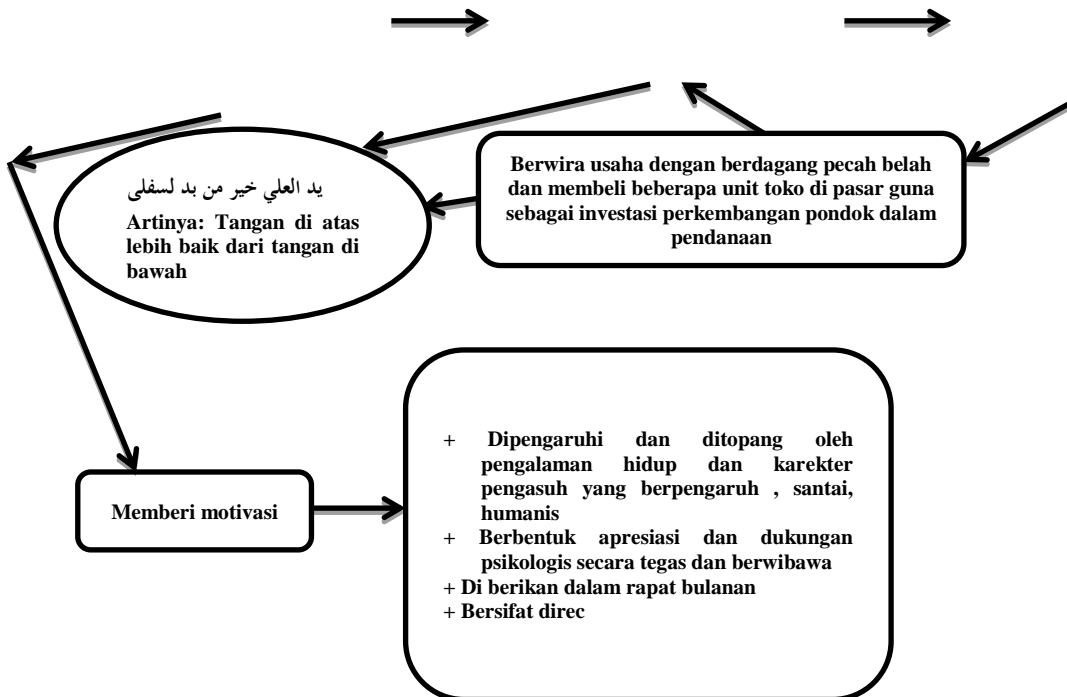 يد العلي خير من بد لسفلى
Artinya: Tangan di atas
lebih baik dari tangan di
bawah
Berwira usaha dengan berdagang pecah belah
dan membeli beberapa unit toko di pasar guna
sebagai investasi perkembangan pondok dalam
pendanaan
Memberi motivasi
+ Dipengaruhi dan ditopang oleh
pengalaman hidup dan karekter
pengasuh yang berpengaruh , santai,
humanis
+ Berbentuk apresiasi dan dukungan
psikologis secara tegas dan berwibawa
+ Di berikan dalam rapat bulanan
+ Bersifat direc